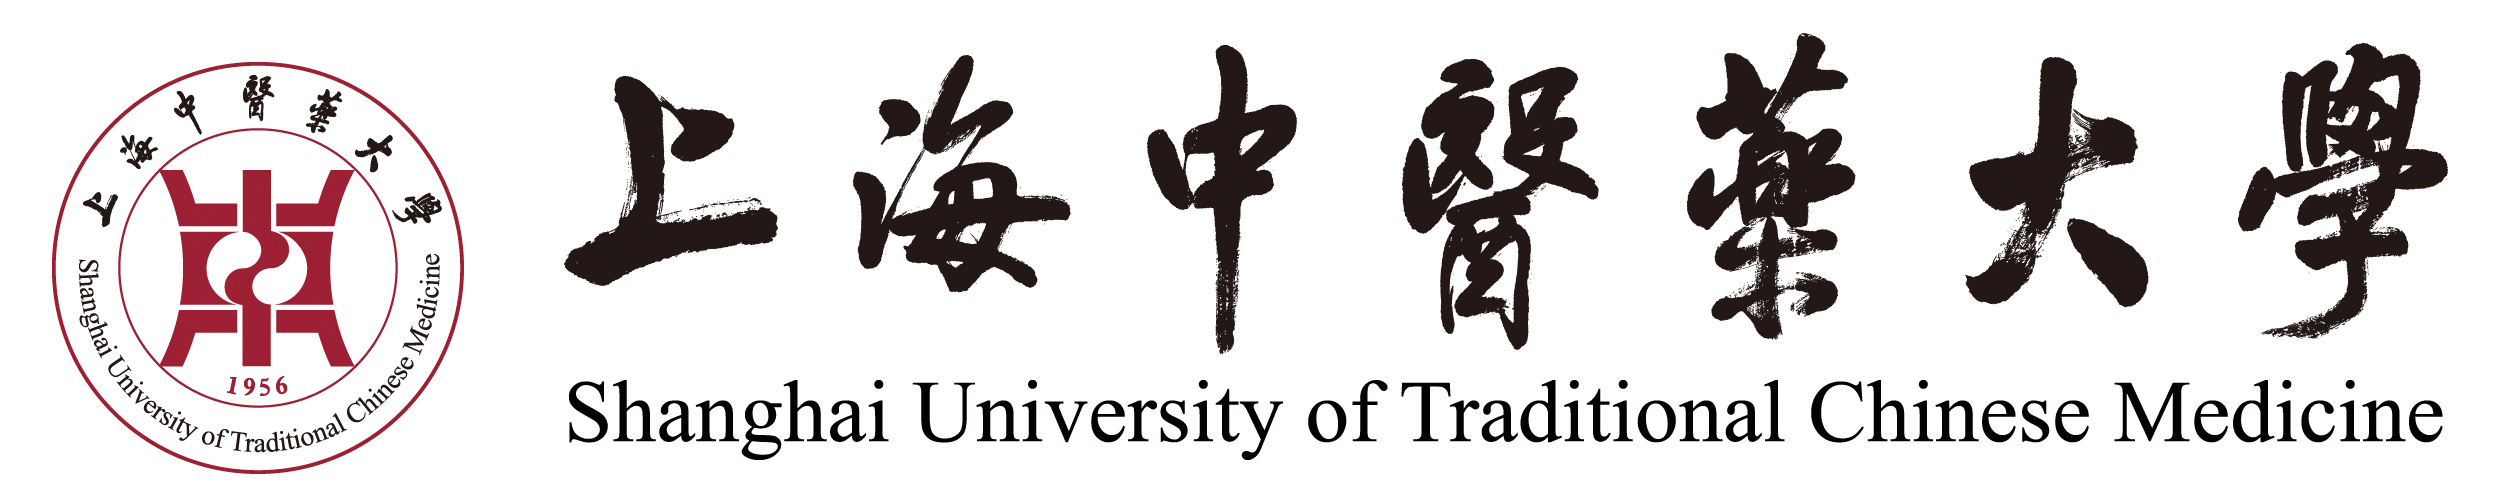 上海中醫藥大學
1956
Shanghai University of Traditional Chinese Medicine
上海中醫藥大學
Shanghai University of Traditional Chinese Medicine